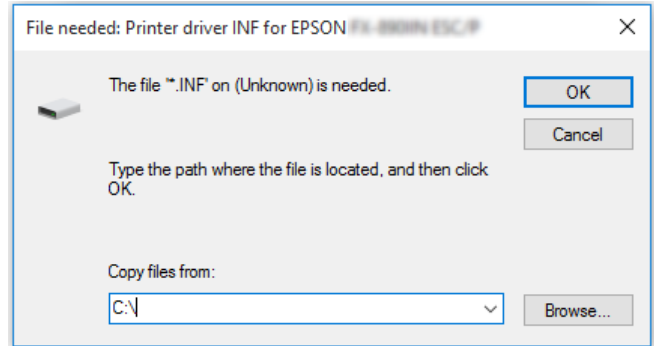 File needed: Printer driver INF for EPSON
The file '*.INF' on (Unknown) is needed.
OK
Cancel
Type the path where the file is located, and then click
OK.
Copy files from:
C:\
Browse...